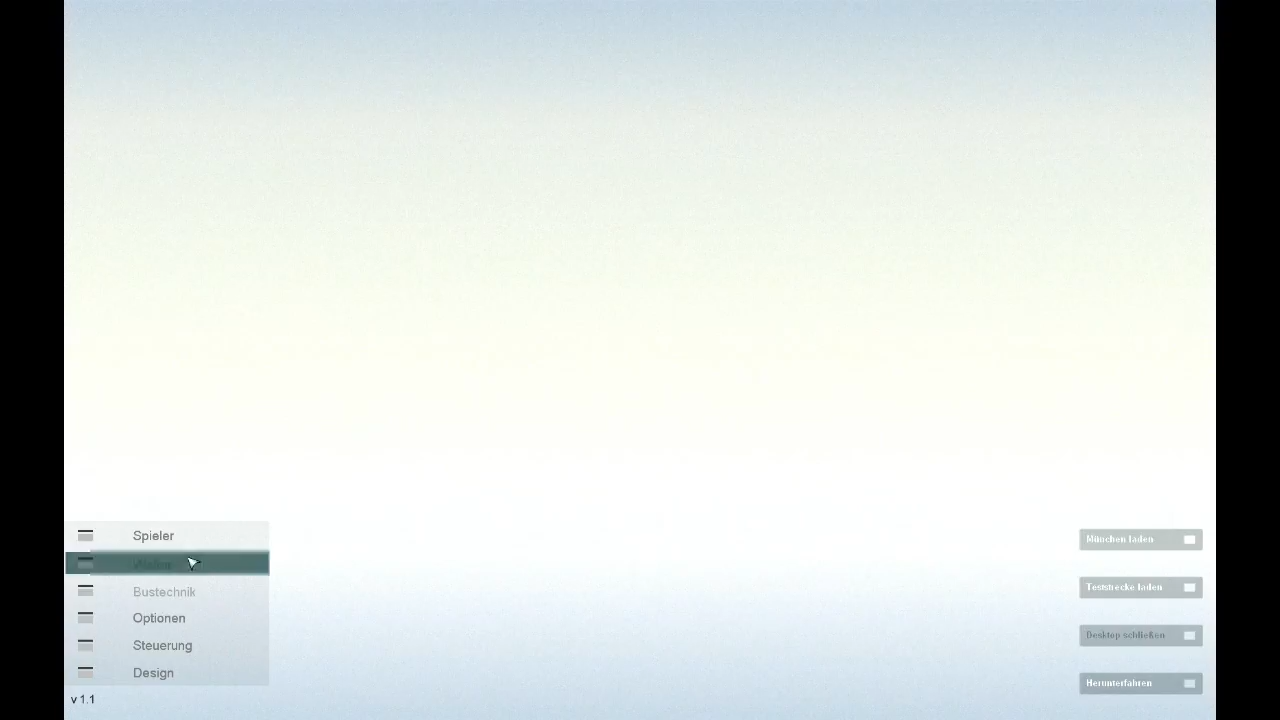 Spieler
Bustechnik
Optionen
Steuerung
Design
v 1.1
München laden
Teststrecke laden
Desktop schließen
Herunterfahren